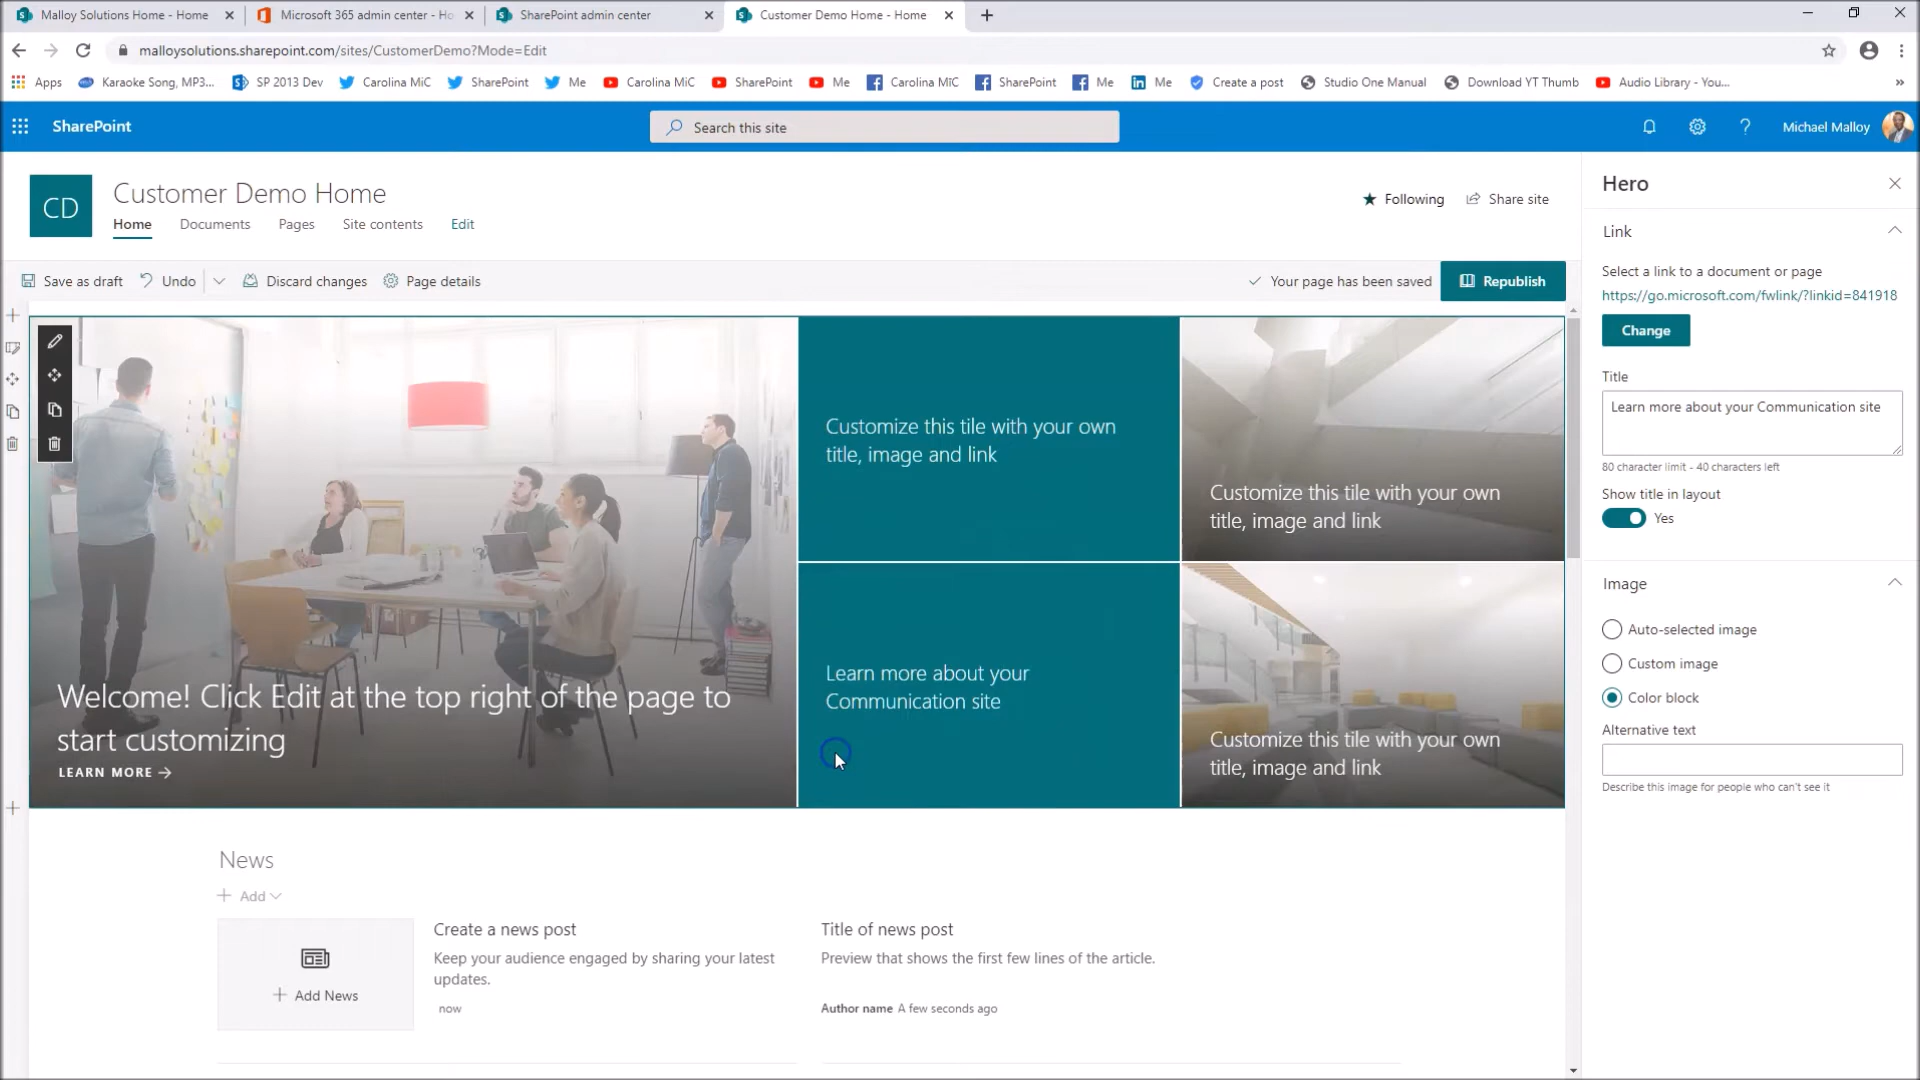 Malloy Solutions Home - Home
Microsoft 365 admin center - Ho
SharePoint admin center
Customer Demo Home - Home
malloysolutions.sharepoint.com/sites/CustomerDemo?Mode=Edit
Apps
Karaoke Song, MP3...
SP 2013 Dev
Carolina MiC
SharePoint
Me
Carolina MiC
SharePoint
Me
Carolina MIC
SharePoint
Me
Me
Create a post
Studio One Manual
Download YT Thumb
Audio Library - You...
SharePoint
Search this site
Michael Malloy
CD
Customer Demo Home
Home
Documents
Pages
Site contents
Edit
Following
Share site
Save as draft
Undo
Discard changes
Page details
Your page has been saved
Republish
Welcome! Click Edit at the top right of the page to
start customizing
LEARN MORE →
Customize this tile with your own
title, image and link
Customize this tile with your own
title, image and link
Learn more about your
Communication site
Customize this tile with your own
title, image and link
News
+ Add
+ Add News
Create a news post
Keep your audience engaged by sharing your latest
updates.
now
Title of news post
Preview that shows the first few lines of the article.
Author name A few seconds ago
Hero
Link
Select a link to a document or page
https://go.microsoft.com/fwlink/?linkid=841918
Change
Title
Learn more about your Communication site
80 character limit - 40 characters left
Show title in layout
Yes
Image
Auto-selected image
Custom image
Color block
Alternative text
Describe this image for people who can't see it